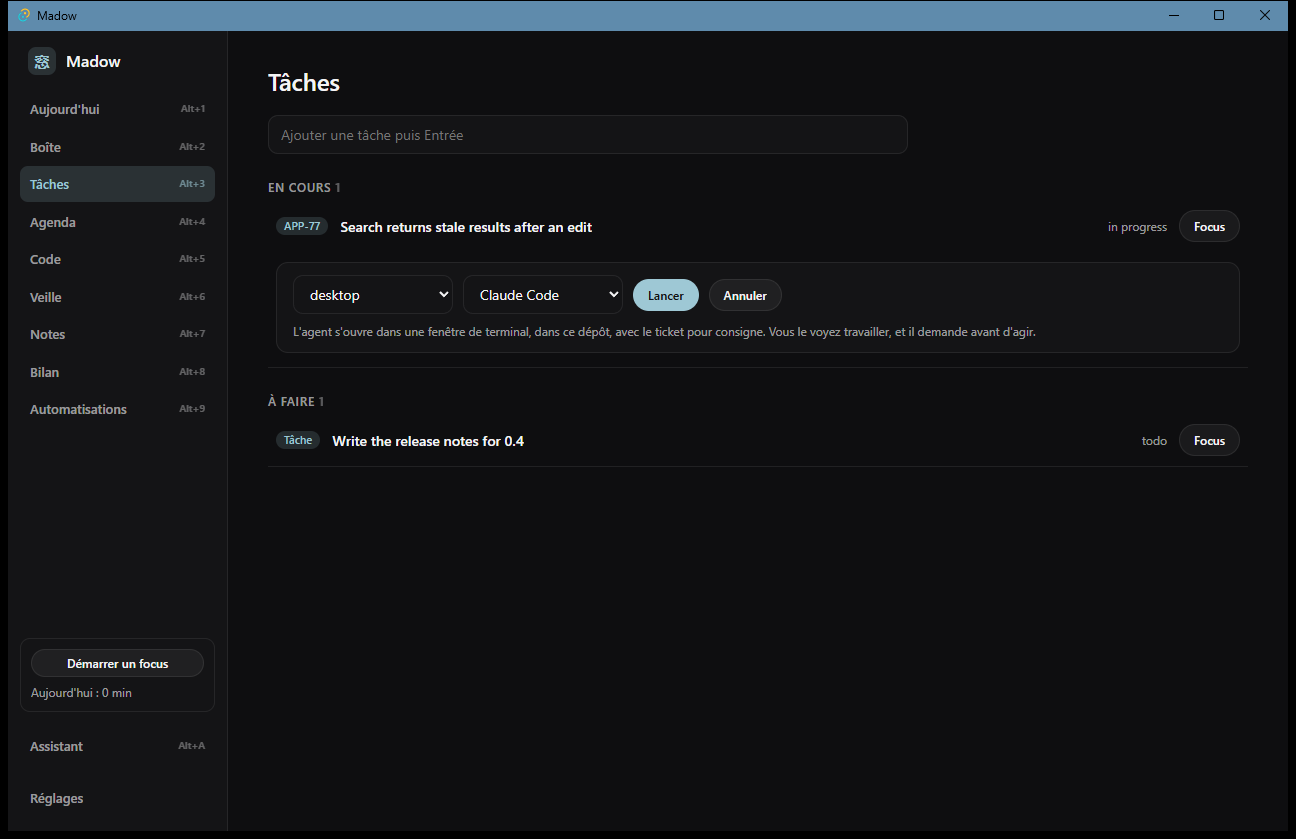 Madow
窓 Madow
Aujourd'hui Alt+1
Boîte Alt+2
Tâches Alt+3
Agenda Alt+4
Code Alt+5
Veille Alt+6
Notes Alt+7
Bilan Alt+8
Automatisations Alt+9
Démarrer un focus
Aujourd'hui : 0 min
Assistant Alt+A
Réglages
Tâches
Ajouter une tâche puis Entrée
EN COURS 1
APP-77 Search returns stale results after an edit in progress Focus
desktop Claude Code Lancer Annuler
L'agent s'ouvre dans une fenêtre de terminal, dans ce dépôt, avec le ticket pour consigne. Vous le voyez travailler, et il demande avant d'agir.
À FAIRE 1
Tâche Write the release notes for 0.4 todo Focus